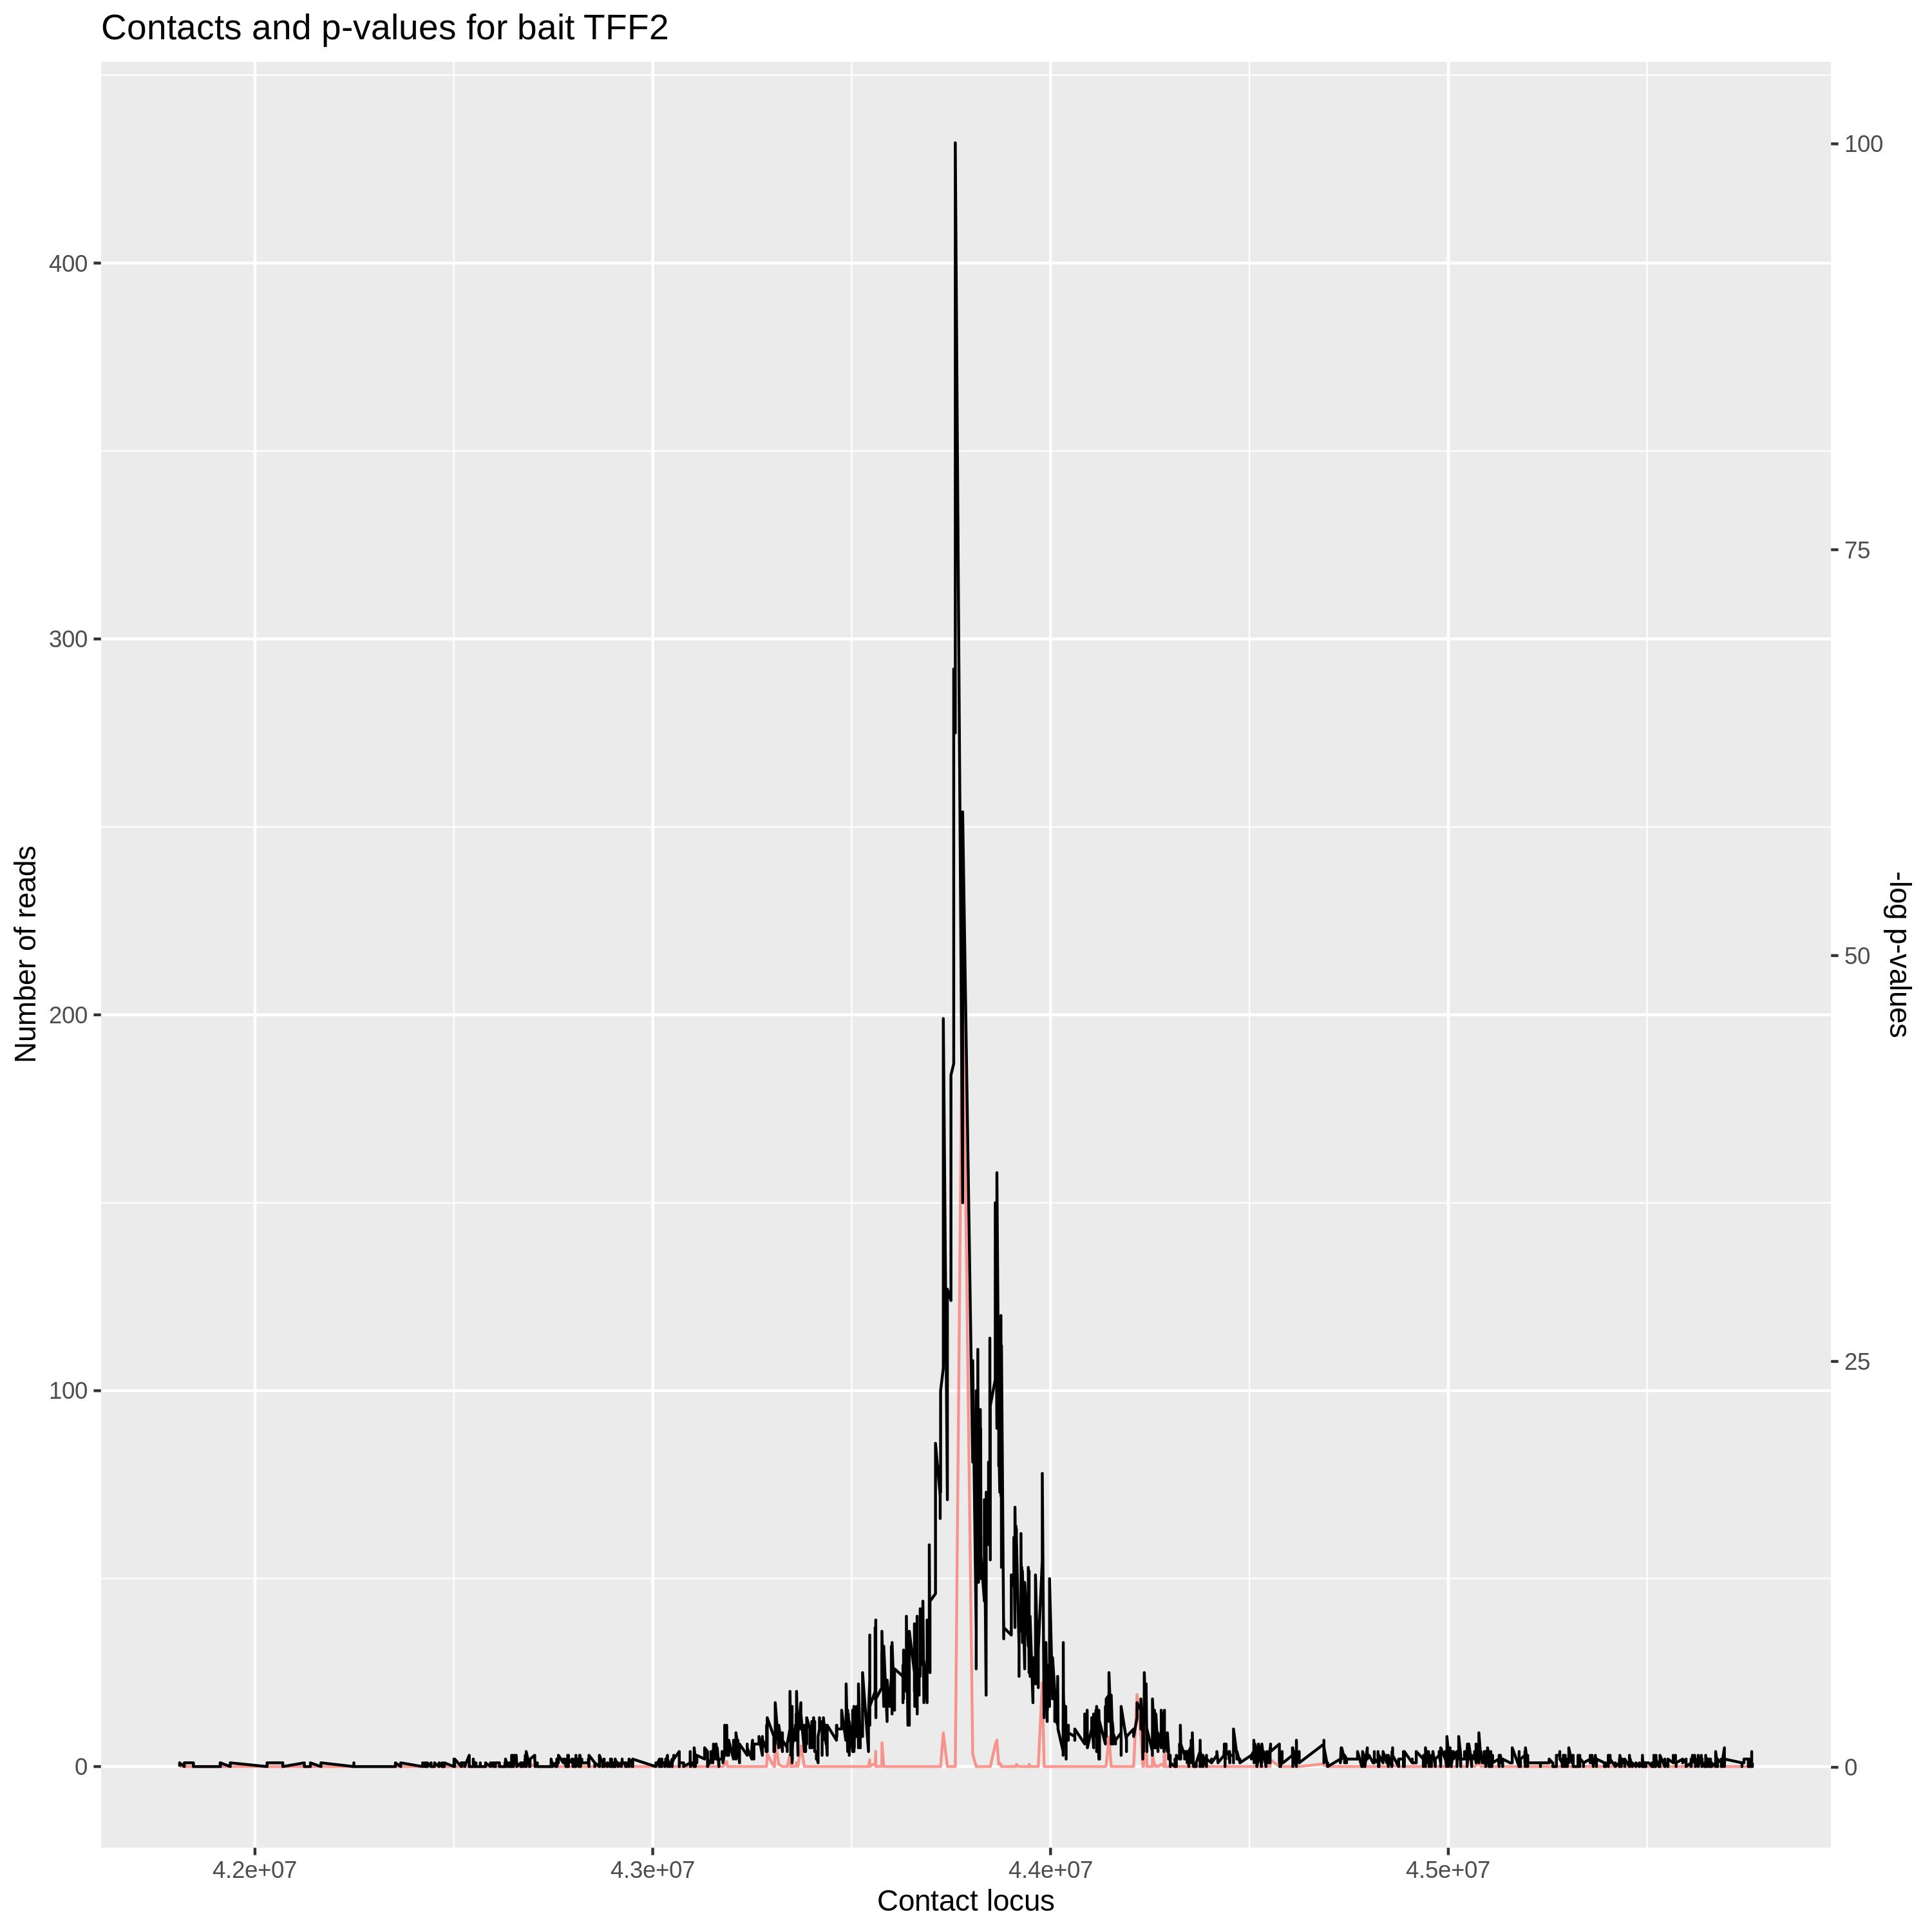 Contacts and p-values for bait TFF2
Number of reads
400
300
200
100
0
100
75
50
25
0
-log p-values
4.2e+07
4.3e+07
4.4e+07
4.5e+07
Contact locus